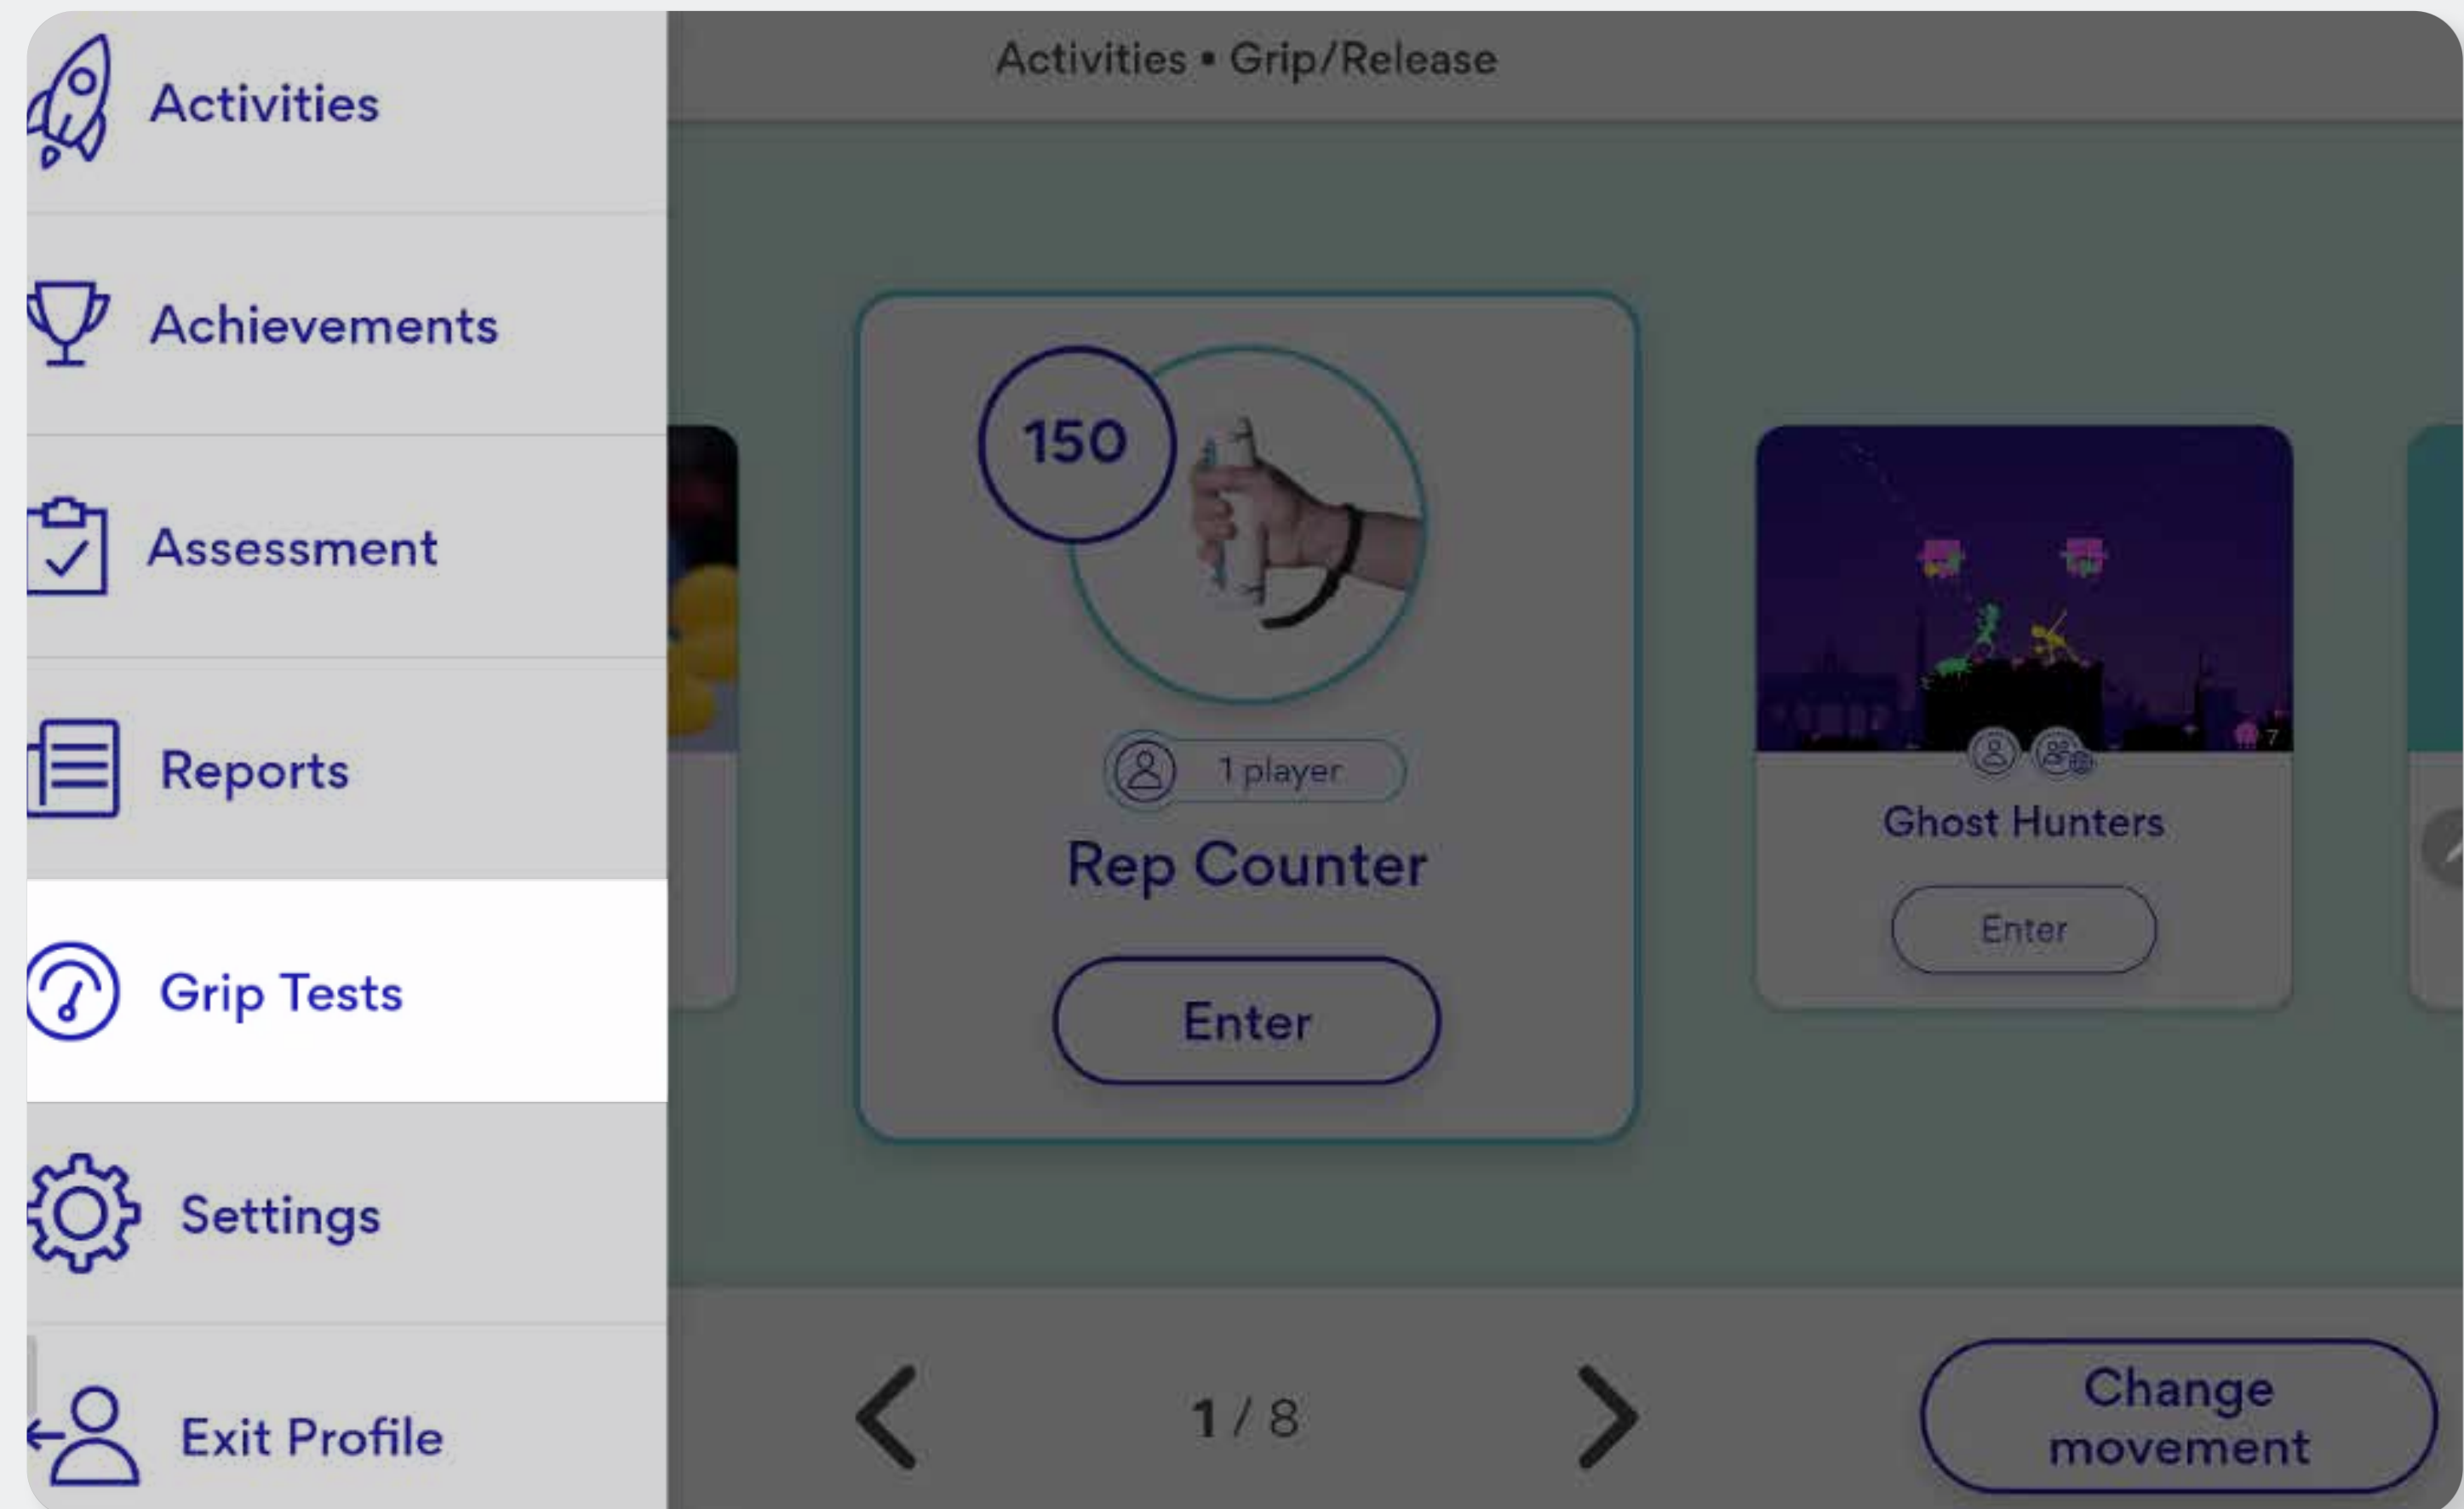 Activities
Achievements
Assessment
Reports
Grip Tests
Settings
Exit Profile
Activities • Grip/Release
150
1 player
Rep Counter
Enter
7
Ghost Hunters
Enter
1 / 8
Change
movement